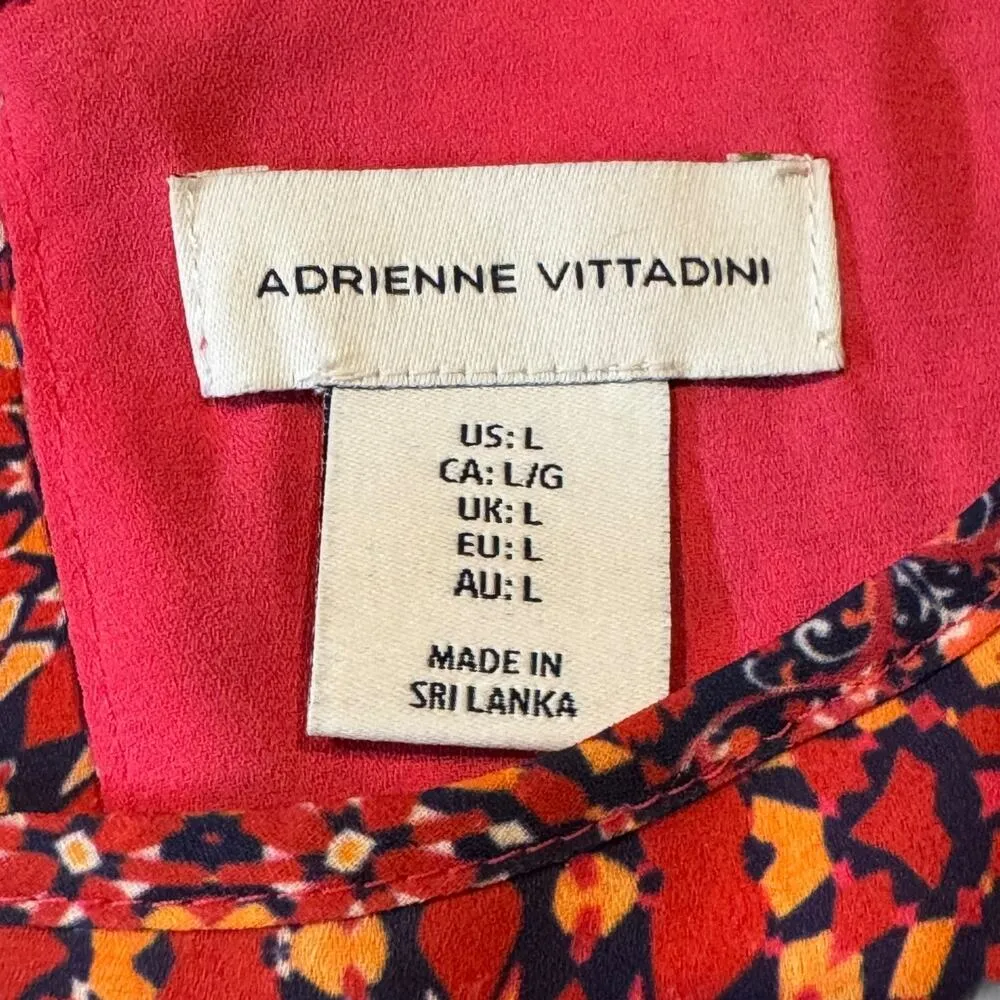 ADRIENNE VITTADINI
US: L
CA: L/G
UK: L
EU: L
AU: L
MADE IN
SRI LANKA